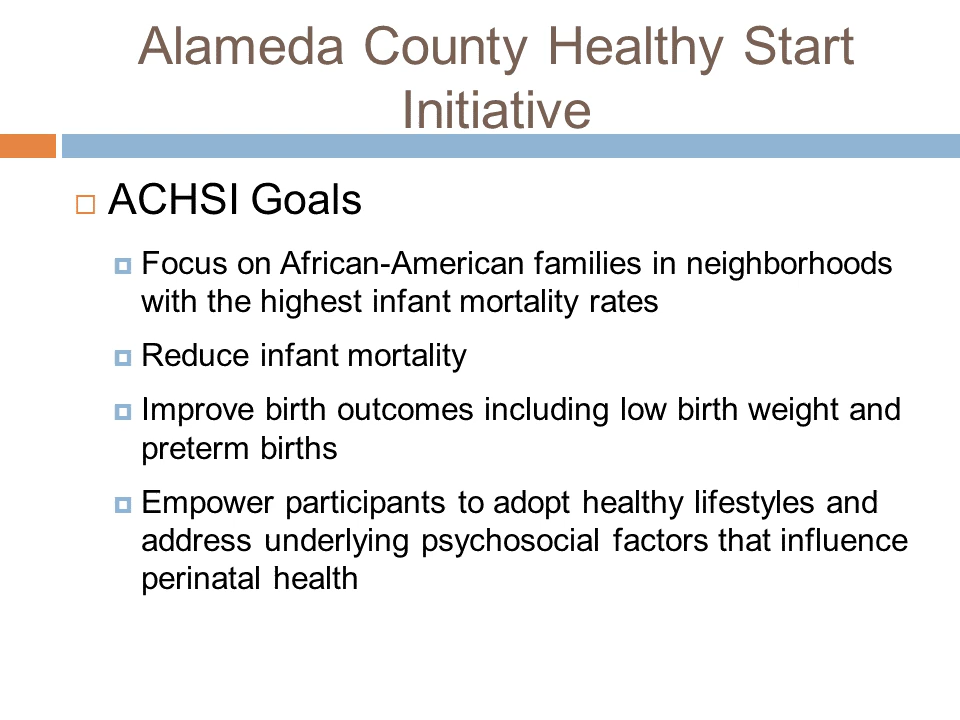 Alameda County Healthy Start
Initiative
ACHSI Goals
Focus on African-American families in neighborhoods
with the highest infant mortality rates
Reduce infant mortality
Improve birth outcomes including low birth weight and
preterm births
Empower participants to adopt healthy lifestyles and
address underlying psychosocial factors that influence
perinatal health